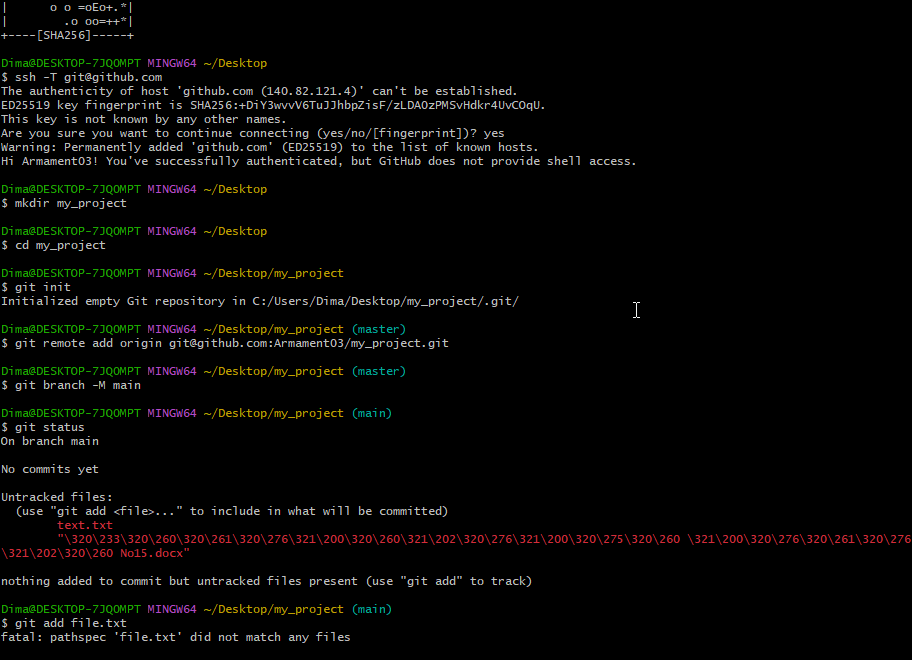 |      o o =oEo+.*|
|        .o oo=++*|
+----[SHA256]-----+
Dima@DESKTOP-7JQOMPT MINGW64 ~/Desktop
$ ssh -T git@github.com
The authenticity of host 'github.com (140.82.121.4)' can't be established.
ED25519 key fingerprint is SHA256:+DiY3wvvV6TuJJhbpZisF/zLDA0zPMSvHdkr4UvCOqU.
This key is not known by any other names.
Are you sure you want to continue connecting (yes/no/[fingerprint])? yes
Warning: Permanently added 'github.com' (ED25519) to the list of known hosts.
Hi Armament03! You've successfully authenticated, but GitHub does not provide shell access.
Dima@DESKTOP-7JQOMPT MINGW64 ~/Desktop
$ mkdir my_project
Dima@DESKTOP-7JQOMPT MINGW64 ~/Desktop
$ cd my_project
Dima@DESKTOP-7JQOMPT MINGW64 ~/Desktop/my_project
$ git init
Initialized empty Git repository in C:/Users/Dima/Desktop/my_project/.git/
Dima@DESKTOP-7JQOMPT MINGW64 ~/Desktop/my_project (master)
$ git remote add origin git@github.com:Armament03/my_project.git
Dima@DESKTOP-7JQOMPT MINGW64 ~/Desktop/my_project (master)
$ git branch -M main
Dima@DESKTOP-7JQOMPT MINGW64 ~/Desktop/my_project (main)
$ git status
On branch main
No commits yet
Untracked files:
  (use "git add <file>..." to include in what will be committed)
        text.txt
        "\320\233\320\260\320\261\320\276\321\200\320\260\321\202\320\276\321\200\320\275\320\260 \321\200\320\276\320\261\320\276
\321\202\320\260 No15.docx"
nothing added to commit but untracked files present (use "git add" to track)
Dima@DESKTOP-7JQOMPT MINGW64 ~/Desktop/my_project (main)
$ git add file.txt
fatal: pathspec 'file.txt' did not match any files